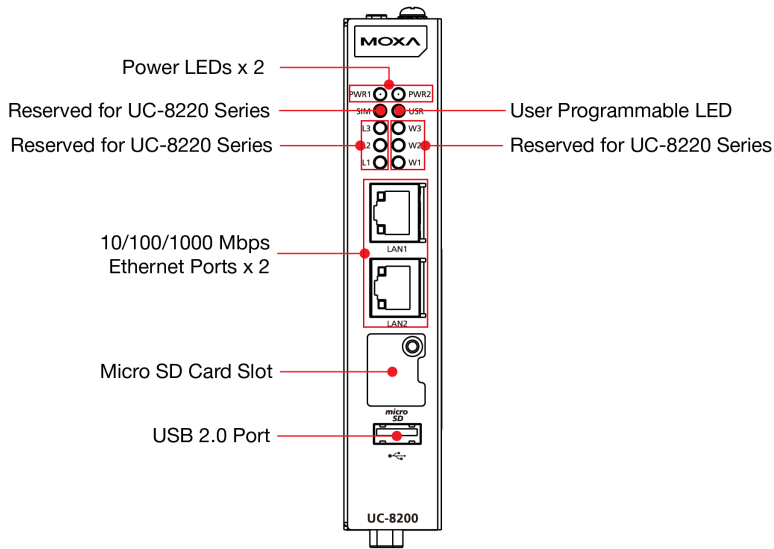 MOXA
Power LEDs x 2
PWR1
PWR2
Reserved for UC-8220 Series
SIM
USR
User Programmable LED
L3
W3
Reserved for UC-8220 Series
L2
W2
Reserved for UC-8220 Series
L1
W1
10/100/1000 Mbps
Ethernet Ports x 2
LAN1
LAN2
Micro SD Card Slot
micro
SD
USB 2.0 Port
UC-8200